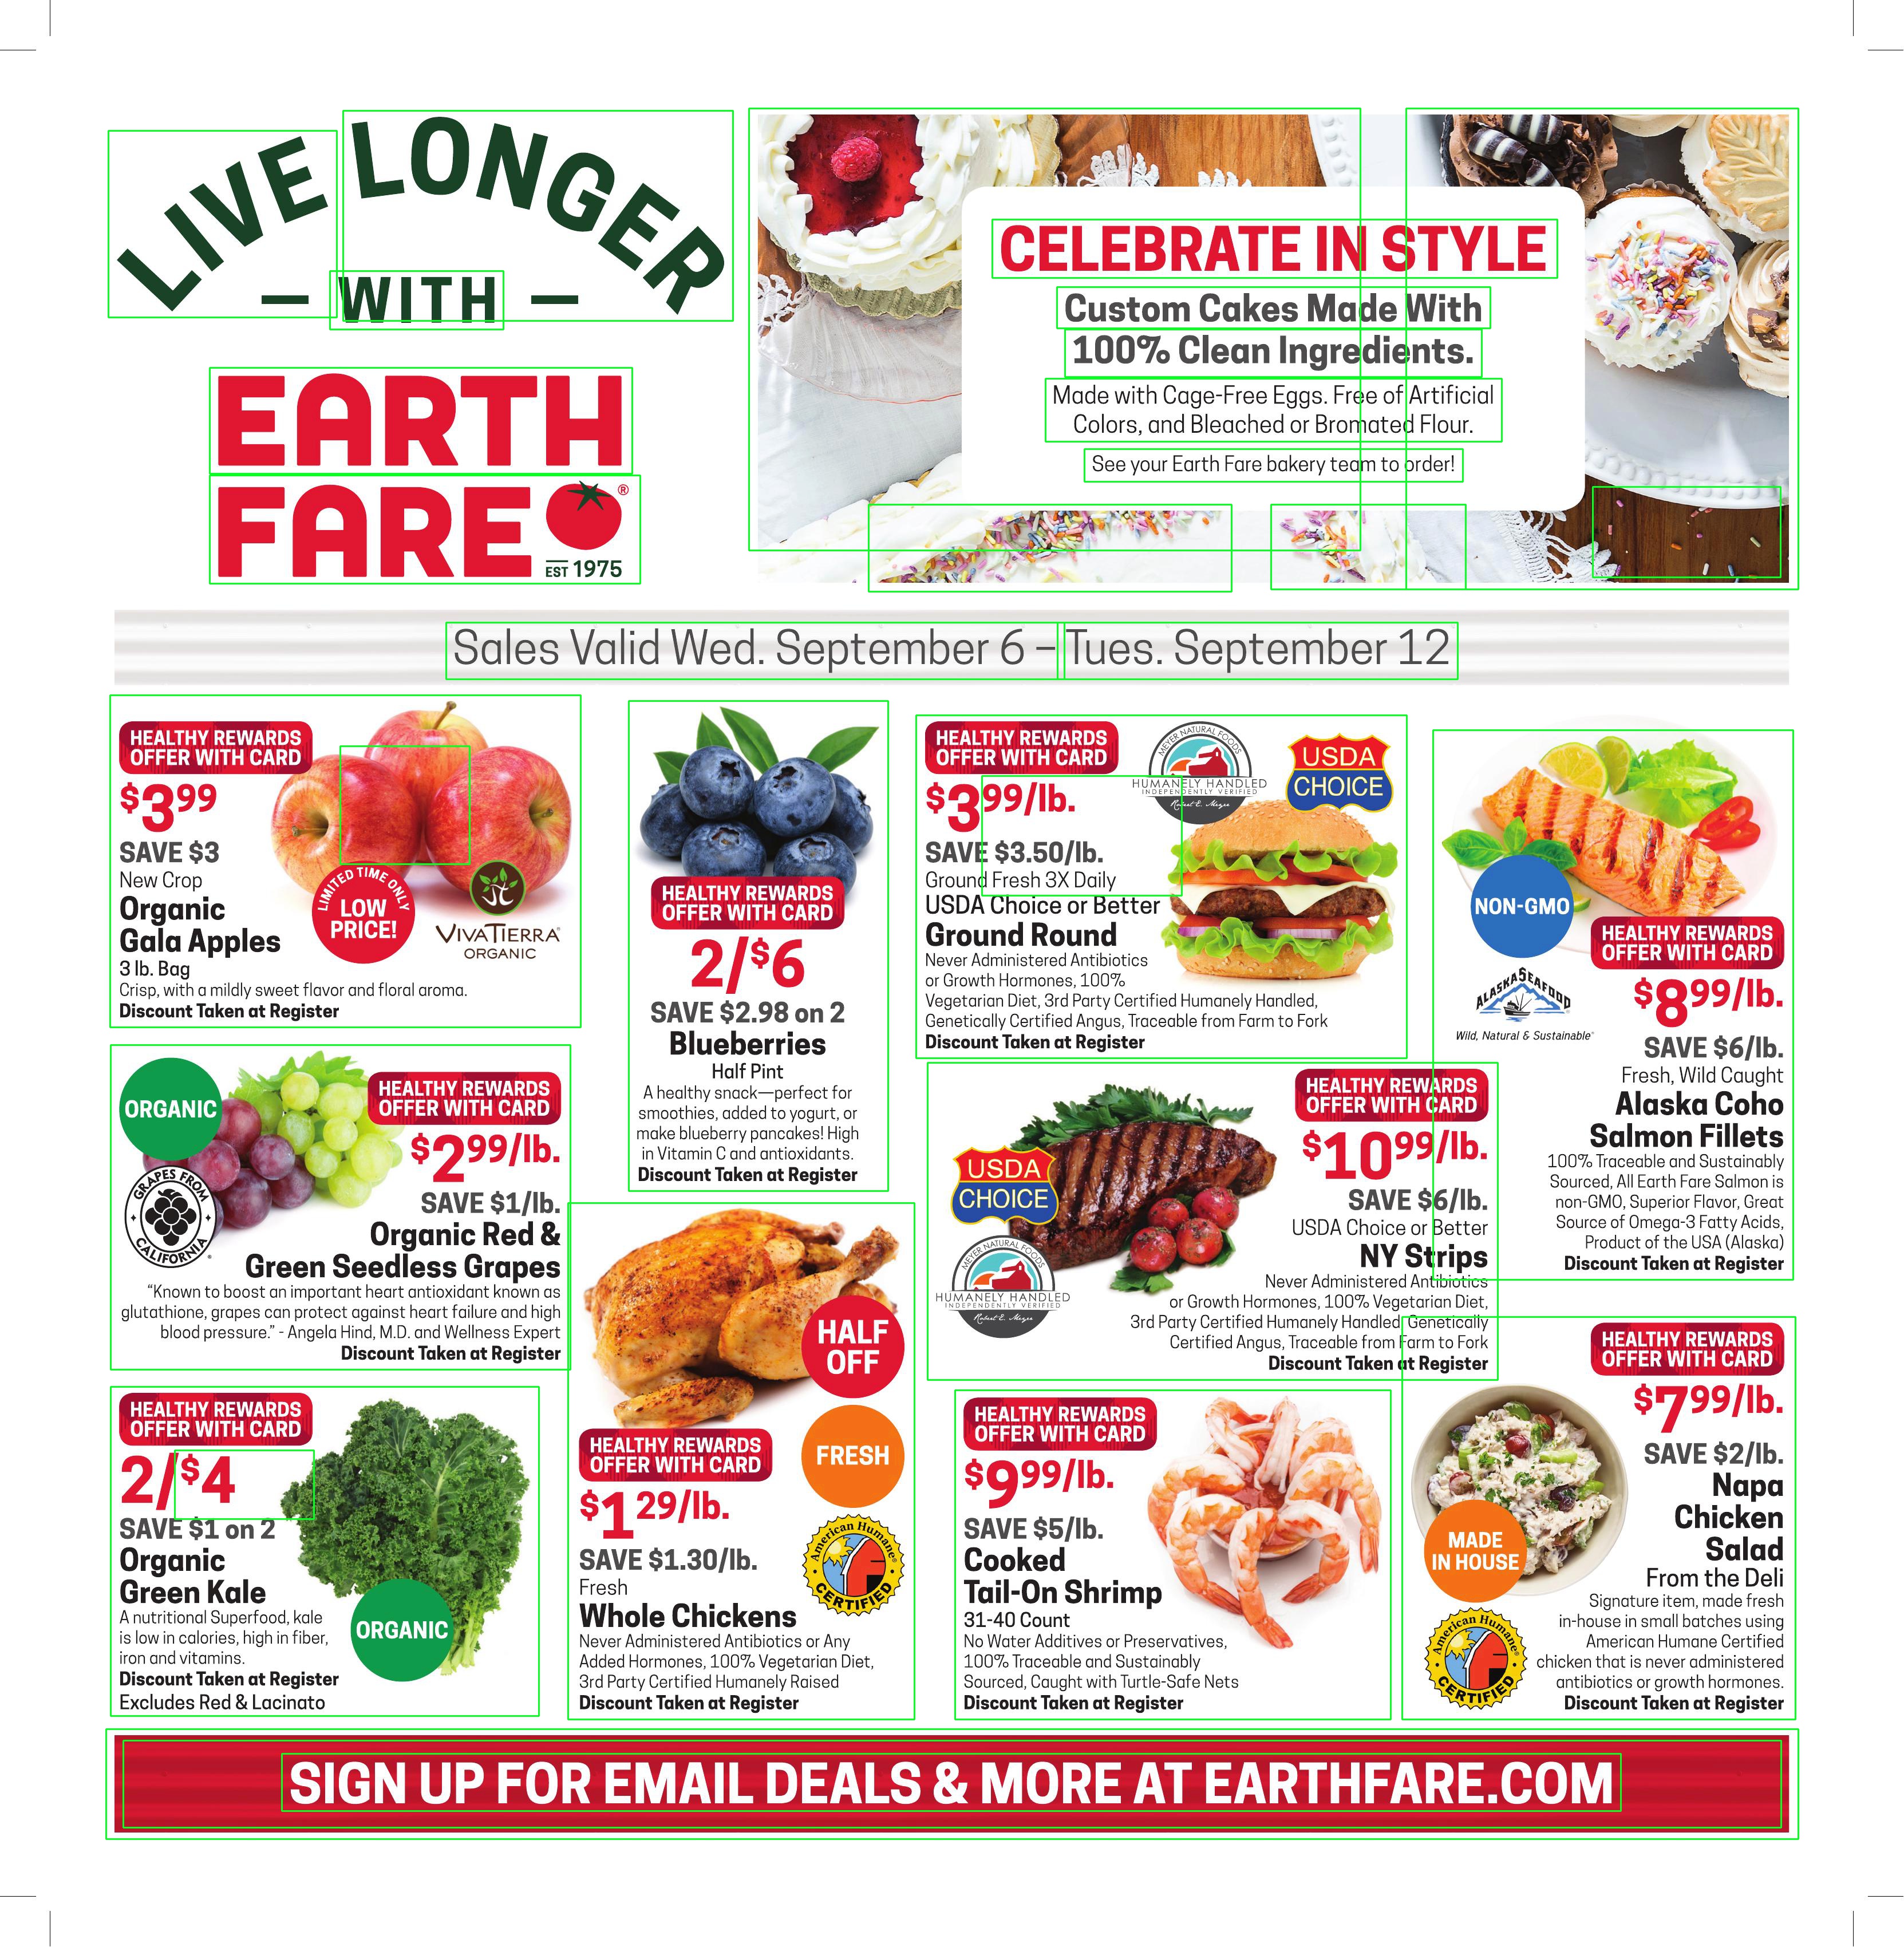 LIVE LONGER
WITH
EARTH
FARE®
EST 1975
CELEBRATE IN STYLE
Custom Cakes Made With
100% Clean Ingredients.
Made with Cage-Free Eggs. Free of Artificial
Colors, and Bleached or Bromated Flour.
See your Earth Fare bakery team to order!
Sales Valid Wed. September 6 – Tues. September 12
HEALTHY REWARDS
OFFER WITH CARD
$399
SAVE $3
New Crop
Organic
Gala Apples
3 lb. Bag
Crisp, with a mildly sweet flavor and floral aroma.
Discount Taken at Register
LIMITED TIME ONLY
LOW
PRICE!
VIVATIERRA
ORGANIC
HEALTHY REWARDS
OFFER WITH CARD
2/$6
SAVE $2.98 on 2
Blueberries
Half Pint
A healthy snack—perfect for
smoothies, added to yogurt, or
make blueberry pancakes! High
in Vitamin C and antioxidants.
Discount Taken at Register
HEALTHY REWARDS
OFFER WITH CARD
$399/lb.
SAVE $3.50/lb.
Ground Fresh 3X Daily
USDA Choice or Better
Ground Round
Never Administered Antibiotics
or Growth Hormones, 100%
Vegetarian Diet, 3rd Party Certified Humanely Handled,
Genetically Certified Angus, Traceable from Farm to Fork
Discount Taken at Register
MEYER NATURAL FOODS
HUMANELY HANDLED
INDEPENDENTLY VERIFIED
Robert E. Meyer
USDA
CHOICE
NON-GMO
ALASKA SEAFOOD
Wild, Natural & Sustainable®
HEALTHY REWARDS
OFFER WITH CARD
$899/lb.
SAVE $6/lb.
Fresh, Wild Caught
Alaska Coho
Salmon Fillets
100% Traceable and Sustainably
Sourced, All Earth Fare Salmon is
non-GMO, Superior Flavor, Great
Source of Omega-3 Fatty Acids,
Product of the USA (Alaska)
Discount Taken at Register
ORGANIC
GRAPES FROM
CALIFORNIA
HEALTHY REWARDS
OFFER WITH CARD
$299/lb.
SAVE $1/lb.
Organic Red &
Green Seedless Grapes
“Known to boost an important heart antioxidant known as
glutathione, grapes can protect against heart failure and high
blood pressure.” - Angela Hind, M.D. and Wellness Expert
Discount Taken at Register
USDA
CHOICE
MEYER NATURAL FOODS
HUMANELY HANDLED
INDEPENDENTLY VERIFIED
Robert E. Meyer
HEALTHY REWARDS
OFFER WITH CARD
$1099/lb.
SAVE $6/lb.
USDA Choice or Better
NY Strips
Never Administered Antibiotics
or Growth Hormones, 100% Vegetarian Diet,
3rd Party Certified Humanely Handled, Genetically
Certified Angus, Traceable from Farm to Fork
Discount Taken at Register
HEALTHY REWARDS
OFFER WITH CARD
2/$4
SAVE $1 on 2
Organic
Green Kale
A nutritional Superfood, kale
is low in calories, high in fiber,
iron and vitamins.
Discount Taken at Register
Excludes Red & Lacinato
ORGANIC
HALF
OFF
FRESH
HEALTHY REWARDS
OFFER WITH CARD
$129/lb.
SAVE $1.30/lb.
Fresh
Whole Chickens
Never Administered Antibiotics or Any
Added Hormones, 100% Vegetarian Diet,
3rd Party Certified Humanely Raised
Discount Taken at Register
American Humane®
CERTIFIED
HEALTHY REWARDS
OFFER WITH CARD
$999/lb.
SAVE $5/lb.
Cooked
Tail-On Shrimp
31-40 Count
No Water Additives or Preservatives,
100% Traceable and Sustainably
Sourced, Caught with Turtle-Safe Nets
Discount Taken at Register
HEALTHY REWARDS
OFFER WITH CARD
$799/lb.
SAVE $2/lb.
Napa
Chicken
Salad
From the Deli
Signature item, made fresh
in-house in small batches using
American Humane Certified
chicken that is never administered
antibiotics or growth hormones.
Discount Taken at Register
MADE
IN HOUSE
American Humane®
CERTIFIED
SIGN UP FOR EMAIL DEALS & MORE AT EARTHFARE.COM